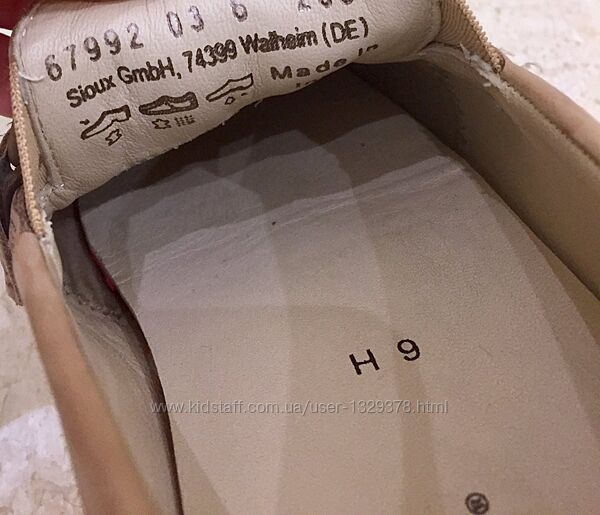 67992 03 6
Sioux GmbH, 74399 Walheim (DE)
Made in
H 9
www.kidstaff.com.ua/user-1329378.html
®